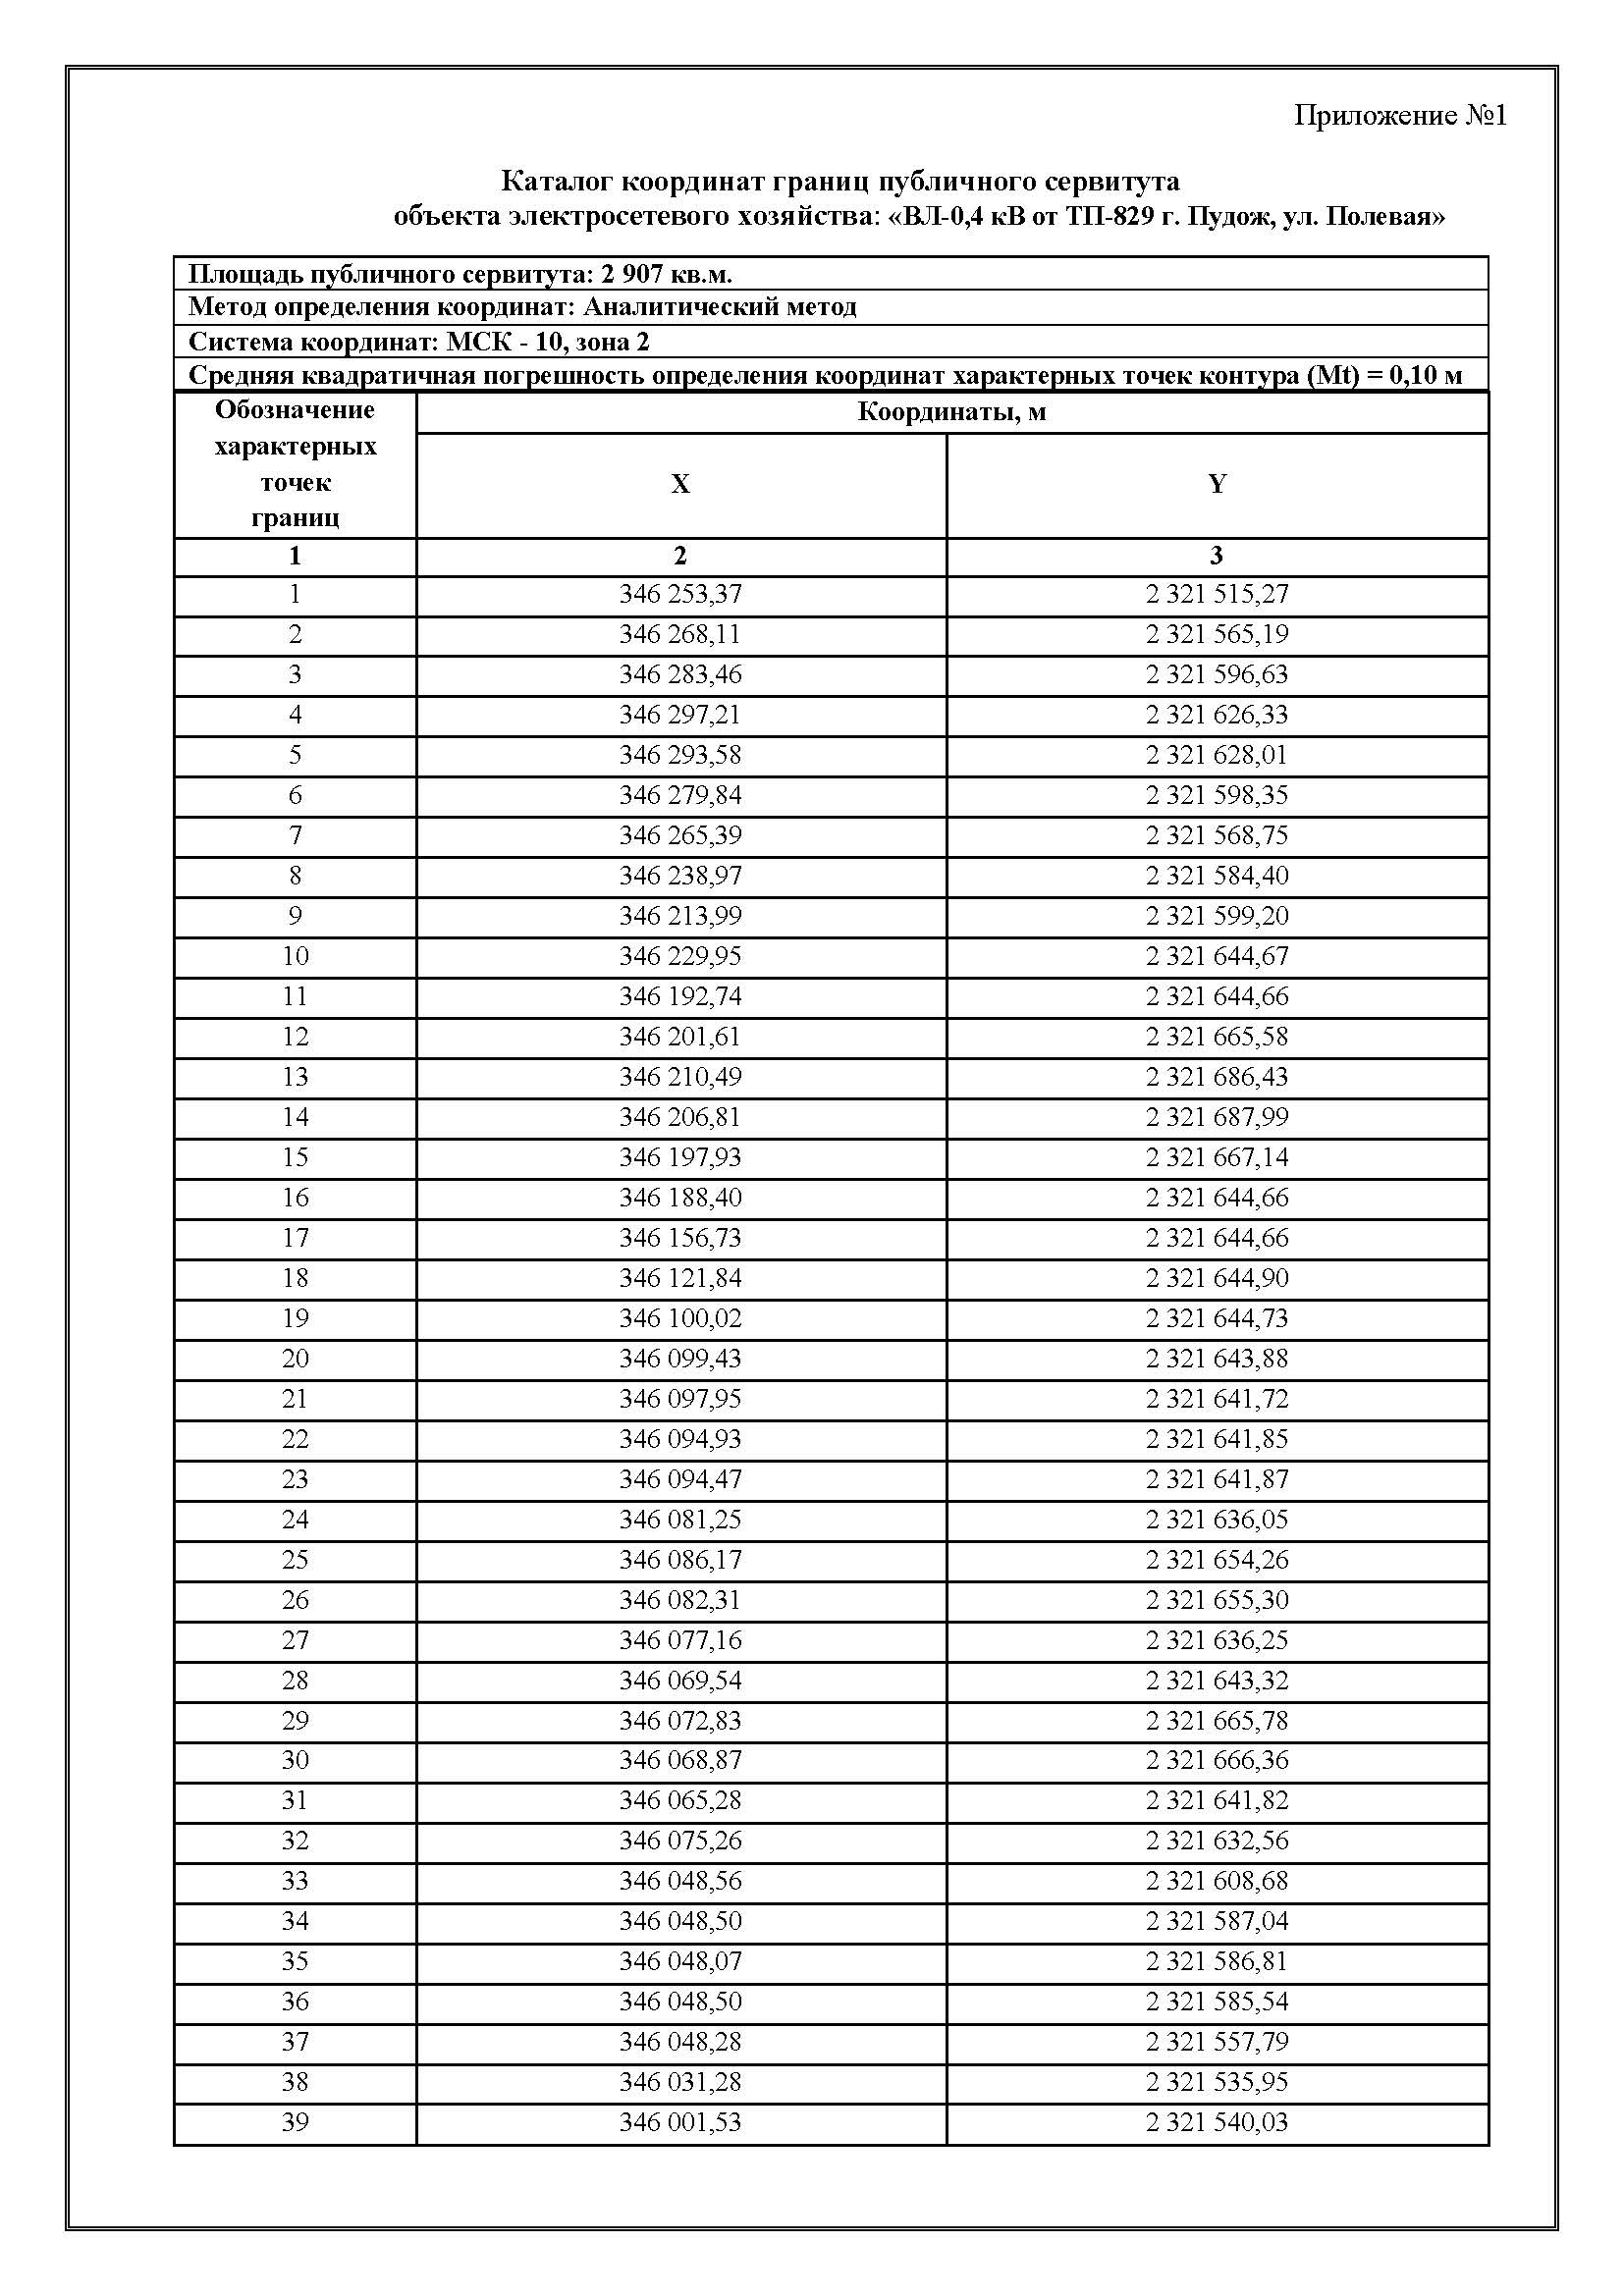 Приложение №1
Каталог координат границ публичного сервитута
объекта электросетевого хозяйства: «ВЛ-0,4 кВ от ТП-829 г. Пудож, ул. Полевая»
Площадь публичного сервитута: 2 907 кв.м.
Метод определения координат: Аналитический метод
Система координат: МСК - 10, зона 2
Средняя квадратичная погрешность определения координат характерных точек контура (Mt) = 0,10 м
Обозначение
характерных
точек
границ
Координаты, м
X Y
1 2 3
1 346 253,37 2 321 515,27
2 346 268,11 2 321 565,19
3 346 283,46 2 321 596,63
4 346 297,21 2 321 626,33
5 346 293,58 2 321 628,01
6 346 279,84 2 321 598,35
7 346 265,39 2 321 568,75
8 346 238,97 2 321 584,40
9 346 213,99 2 321 599,20
10 346 229,95 2 321 644,67
11 346 192,74 2 321 644,66
12 346 201,61 2 321 665,58
13 346 210,49 2 321 686,43
14 346 206,81 2 321 687,99
15 346 197,93 2 321 667,14
16 346 188,40 2 321 644,66
17 346 156,73 2 321 644,66
18 346 121,84 2 321 644,90
19 346 100,02 2 321 644,73
20 346 099,43 2 321 643,88
21 346 097,95 2 321 641,72
22 346 094,93 2 321 641,85
23 346 094,47 2 321 641,87
24 346 081,25 2 321 636,05
25 346 086,17 2 321 654,26
26 346 082,31 2 321 655,30
27 346 077,16 2 321 636,25
28 346 069,54 2 321 643,32
29 346 072,83 2 321 665,78
30 346 068,87 2 321 666,36
31 346 065,28 2 321 641,82
32 346 075,26 2 321 632,56
33 346 048,56 2 321 608,68
34 346 048,50 2 321 587,04
35 346 048,07 2 321 586,81
36 346 048,50 2 321 585,54
37 346 048,28 2 321 557,79
38 346 031,28 2 321 535,95
39 346 001,53 2 321 540,03